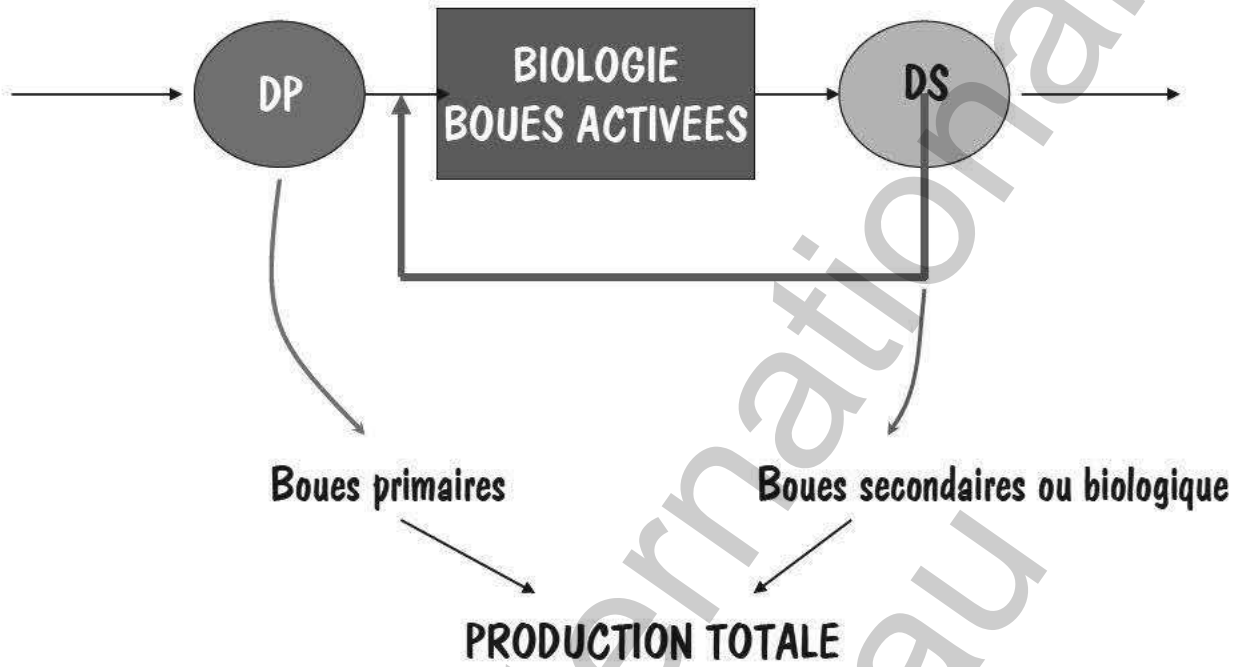 DP
BIOLOGIE
BOUES ACTIVEES
DS
Boues primaires
Boues secondaires ou biologique
PRODUCTION TOTALE